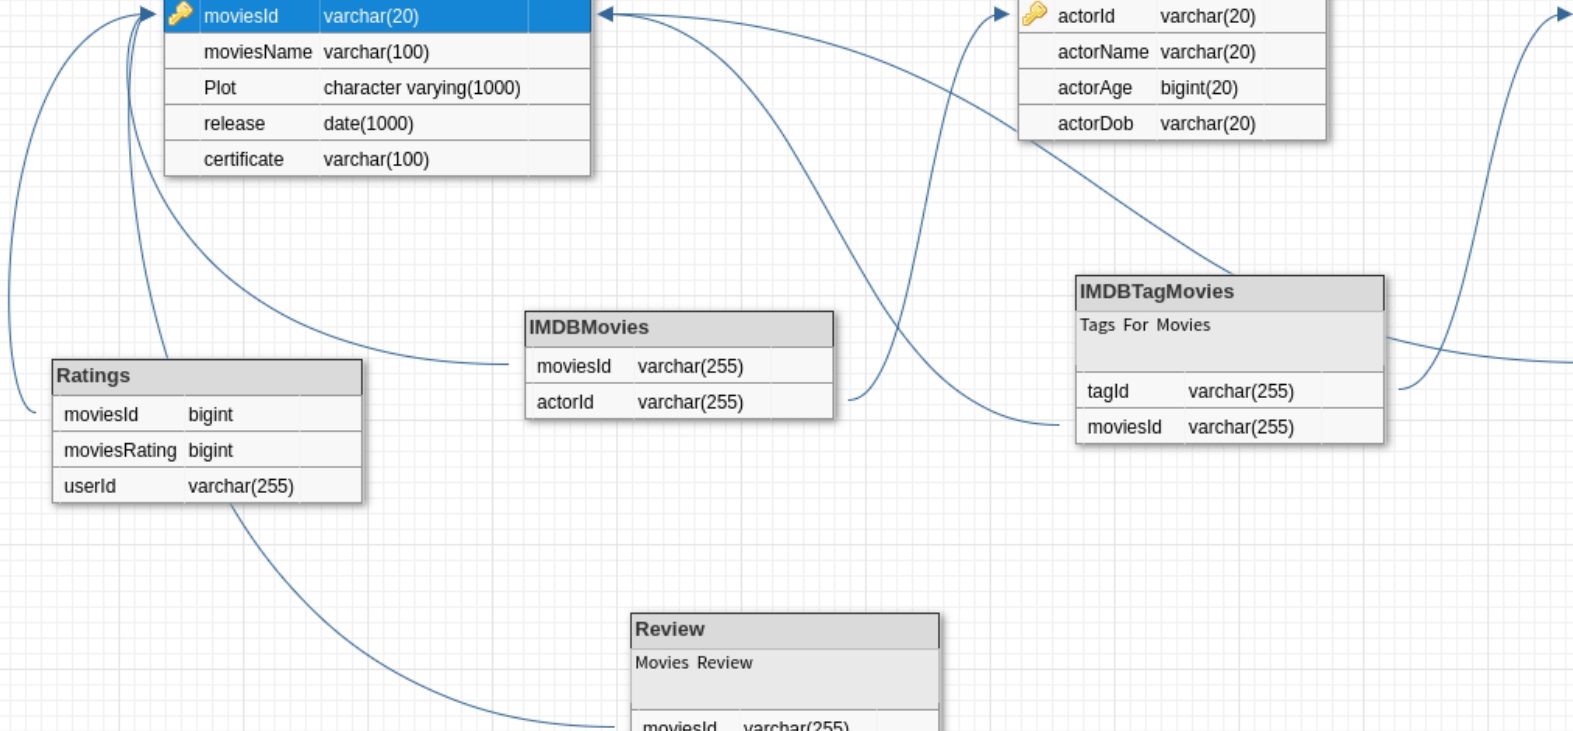 moviesId varchar(20)
moviesName varchar(100)
Plot character varying(1000)
release date(1000)
certificate varchar(100)
actorId varchar(20)
actorName varchar(20)
actorAge bigint(20)
actorDob varchar(20)
IMDBTagMovies
Tags For Movies
tagId varchar(255)
moviesId varchar(255)
IMDBMovies
moviesId varchar(255)
actorId varchar(255)
Ratings
moviesId bigint
moviesRating bigint
userId varchar(255)
Review
Movies Review
moviesId varchar(255)